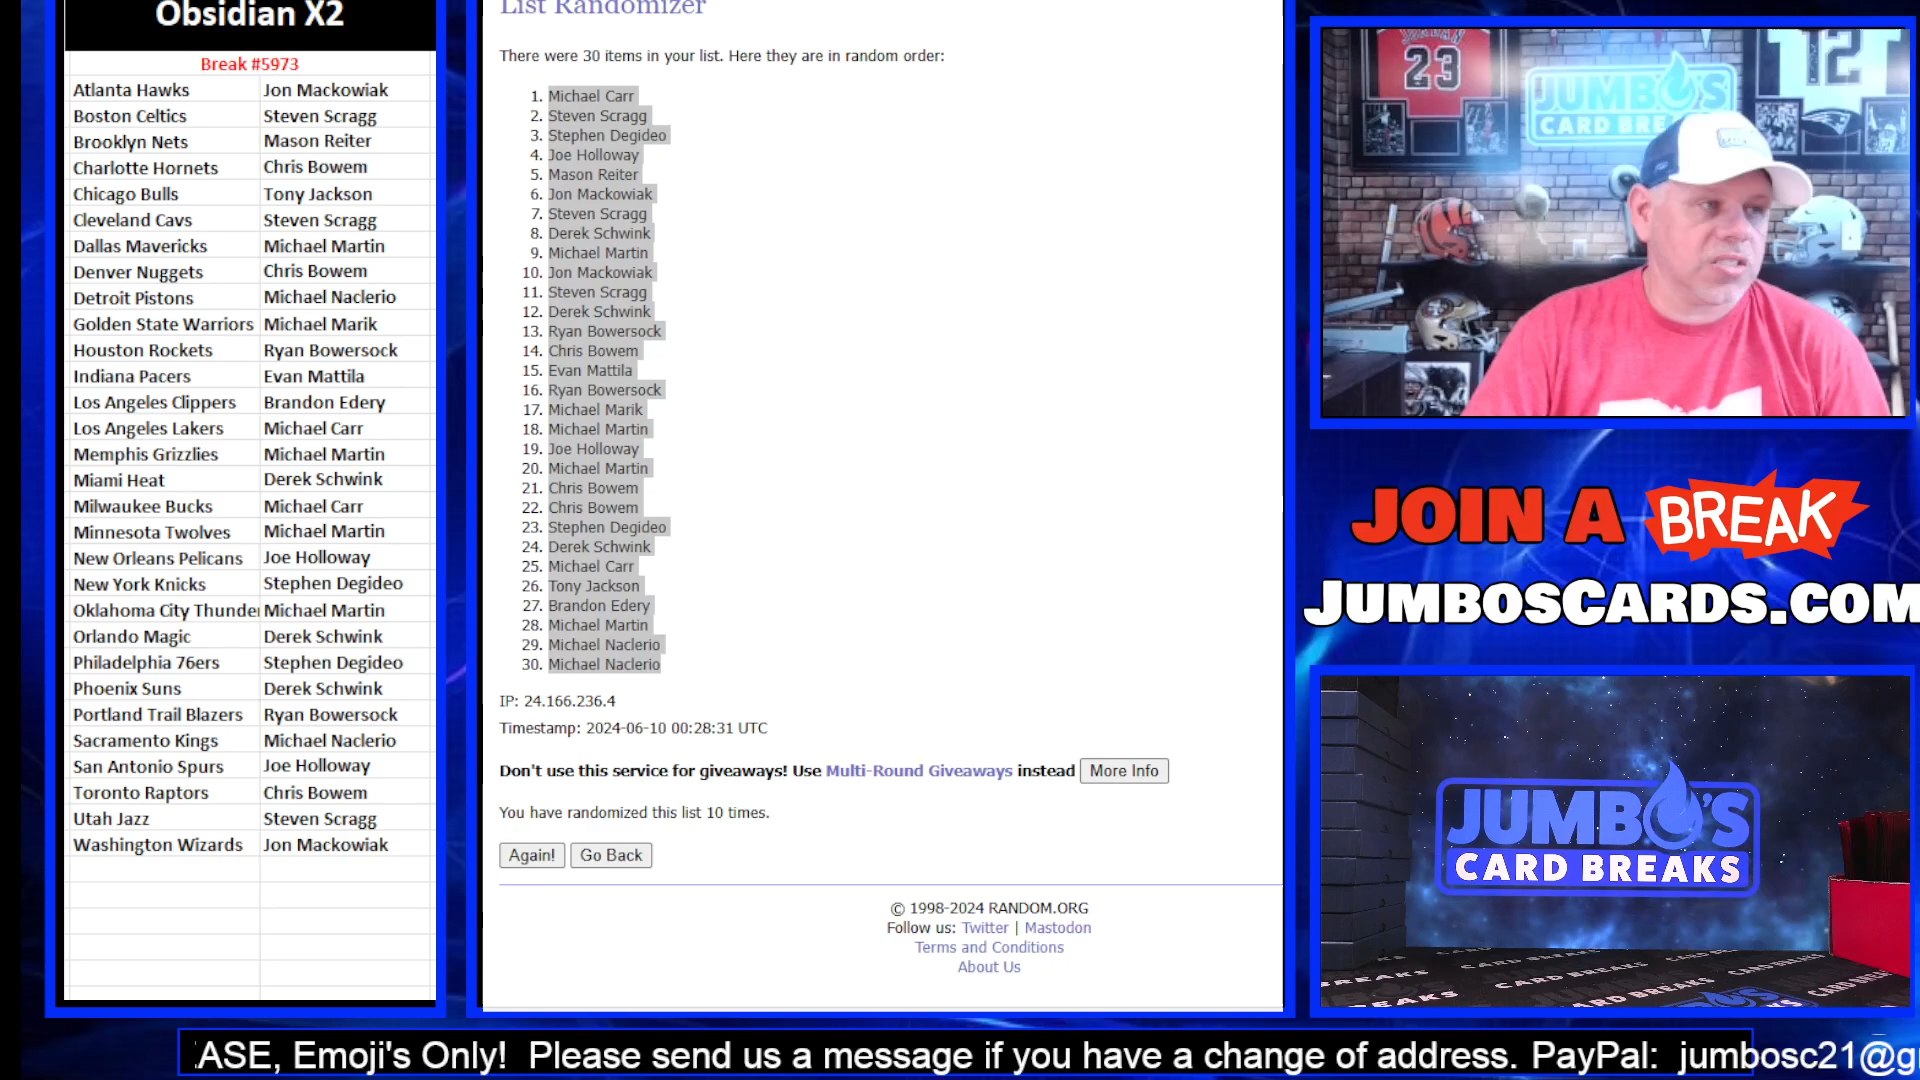 Obsidian X2
Break #5973
Atlanta Hawks Jon Mackowiak
Boston Celtics Steven Scragg
Brooklyn Nets Mason Reiter
Charlotte Hornets Chris Bowem
Chicago Bulls Tony Jackson
Cleveland Cavs Steven Scragg
Dallas Mavericks Michael Martin
Denver Nuggets Chris Bowem
Detroit Pistons Michael Naclerio
Golden State Warriors Michael Marik
Houston Rockets Ryan Bowersock
Indiana Pacers Evan Mattila
Los Angeles Clippers Brandon Edery
Los Angeles Lakers Michael Carr
Memphis Grizzlies Michael Martin
Miami Heat Derek Schwink
Milwaukee Bucks Michael Carr
Minnesota Twolves Michael Martin
New Orleans Pelicans Joe Holloway
New York Knicks Stephen Degideo
Oklahoma City Thunder Michael Martin
Orlando Magic Derek Schwink
Philadelphia 76ers Stephen Degideo
Phoenix Suns Derek Schwink
Portland Trail Blazers Ryan Bowersock
Sacramento Kings Michael Naclerio
San Antonio Spurs Joe Holloway
Toronto Raptors Chris Bowem
Utah Jazz Steven Scragg
Washington Wizards Jon Mackowiak
List Randomizer
There were 30 items in your list. Here they are in random order:
1. Michael Carr
2. Steven Scragg
3. Stephen Degideo
4. Joe Holloway
5. Mason Reiter
6. Jon Mackowiak
7. Steven Scragg
8. Derek Schwink
9. Michael Martin
10. Jon Mackowiak
11. Steven Scragg
12. Derek Schwink
13. Ryan Bowersock
14. Chris Bowem
15. Evan Mattila
16. Ryan Bowersock
17. Michael Marik
18. Michael Martin
19. Joe Holloway
20. Michael Martin
21. Chris Bowem
22. Chris Bowem
23. Stephen Degideo
24. Derek Schwink
25. Michael Carr
26. Tony Jackson
27. Brandon Edery
28. Michael Martin
29. Michael Naclerio
30. Michael Naclerio
IP: 24.166.236.4
Timestamp: 2024-06-10 00:28:31 UTC
Don't use this service for giveaways! Use Multi-Round Giveaways instead More Info
You have randomized this list 10 times.
Again! Go Back
© 1998-2024 RANDOM.ORG
Follow us: Twitter | Mastodon
Terms and Conditions
About Us
23
JUMBO'S
CARD BREAKS
12
JOIN A BREAK
JUMBOSCARDS.COM
JUMBO'S
CARD BREAKS
ASE, Emoji's Only! Please send us a message if you have a change of address. PayPal: jumbosc21@g